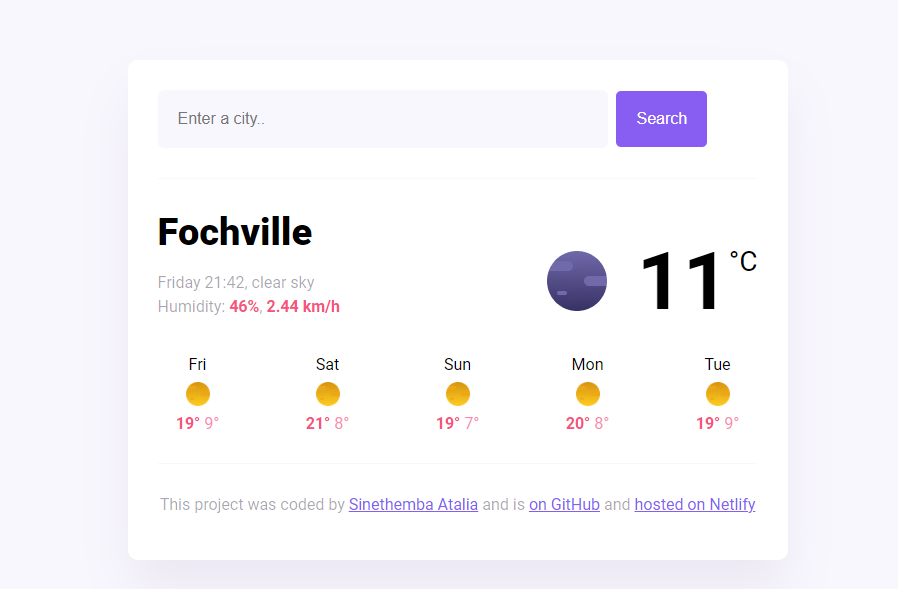 Enter a city..
Search
Fochville
Friday 21:42, clear sky
Humidity: 46%, 2.44 km/h
11 °C
Fri Sat Sun Mon Tue
19° 9° 21° 8° 19° 7° 20° 8° 19° 9°
This project was coded by Sinethemba Atalia and is on GitHub and hosted on Netlify